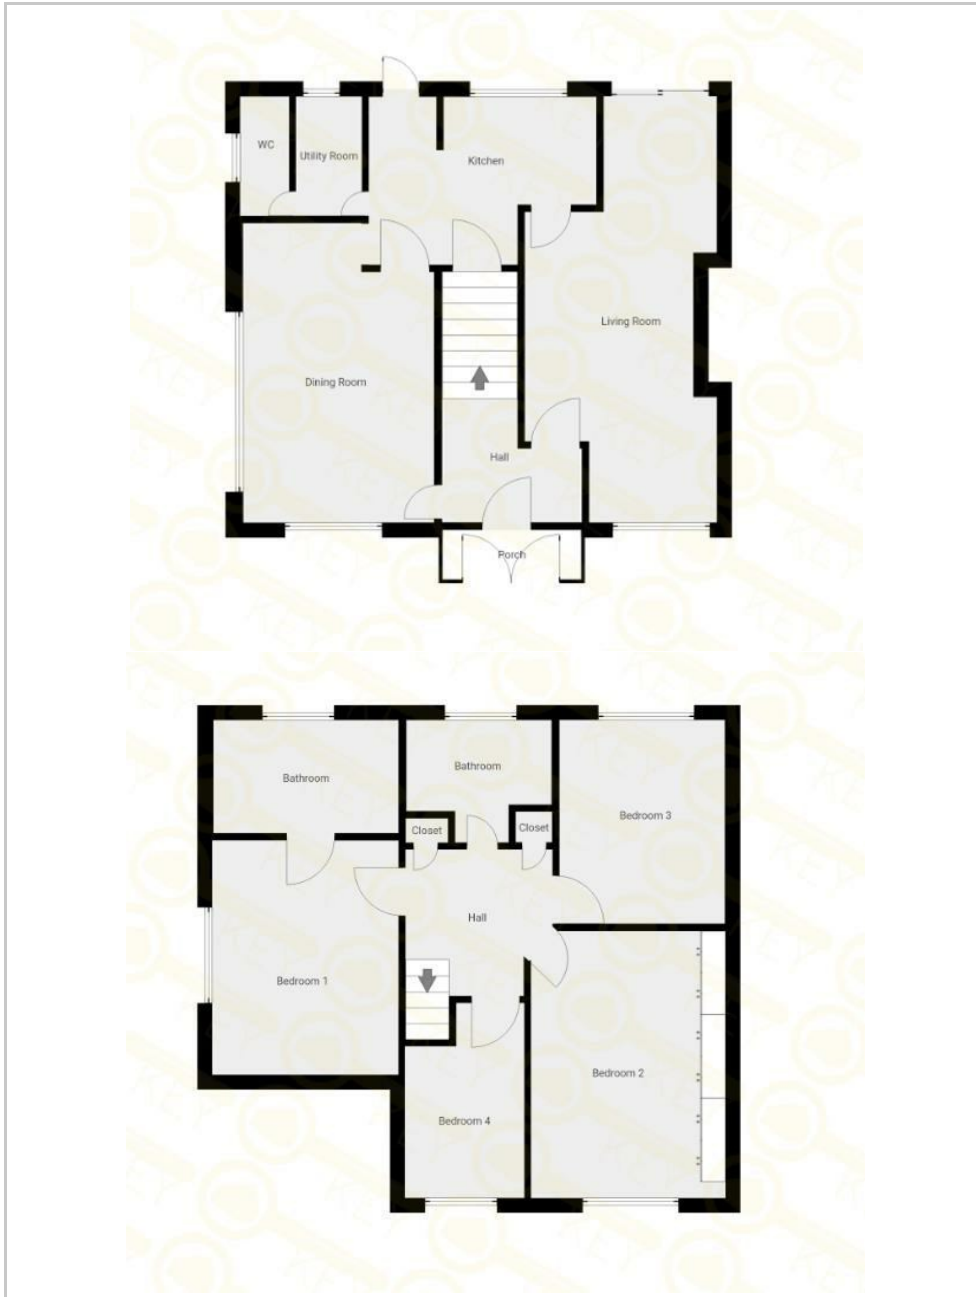 WC
Utility Room
Kitchen
Living Room
Dining Room
Hall
Porch
Bathroom
Bathroom
Bedroom 3
Closet
Closet
Hall
Bedroom 1
Bedroom 2
Bedroom 4
KEY